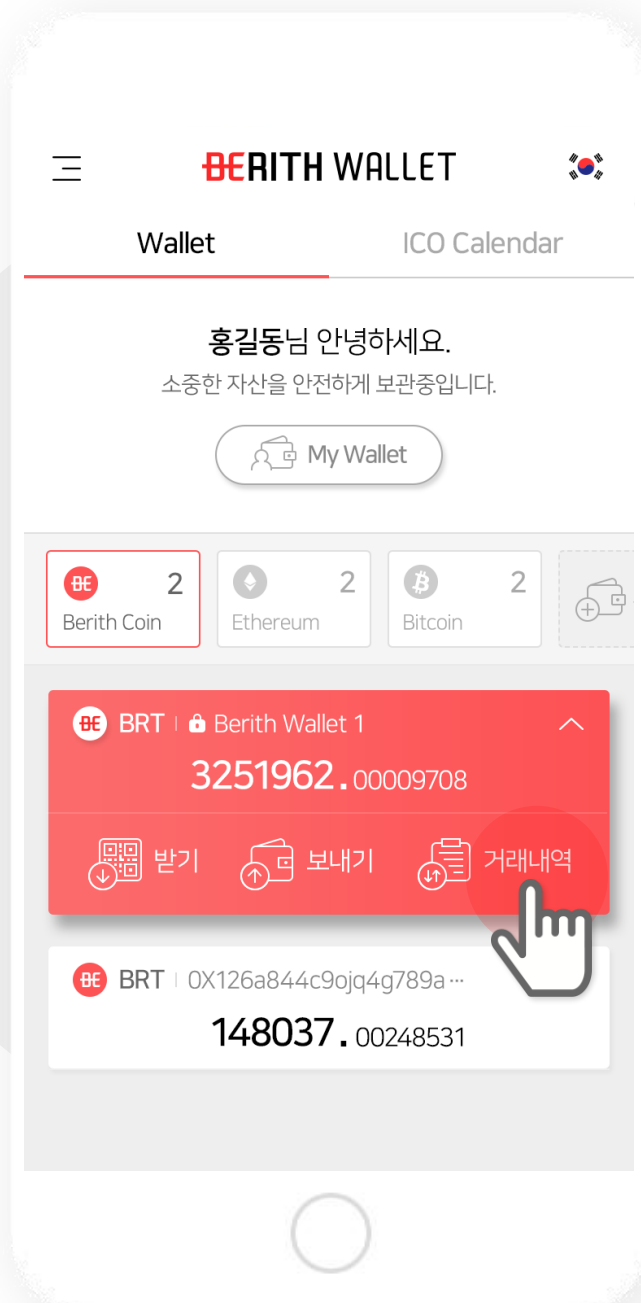 BERITH WALLET
Wallet ICO Calendar
홍길동님 안녕하세요.
소중한 자산을 안전하게 보관중입니다.
My Wallet
BE 2
Berith Coin
2
Ethereum
2
Bitcoin
BE BRT | Berith Wallet 1
3251962.00009708
받기 보내기 거래내역
BE BRT | 0X126a844c9ojq4g789a···
148037.00248531